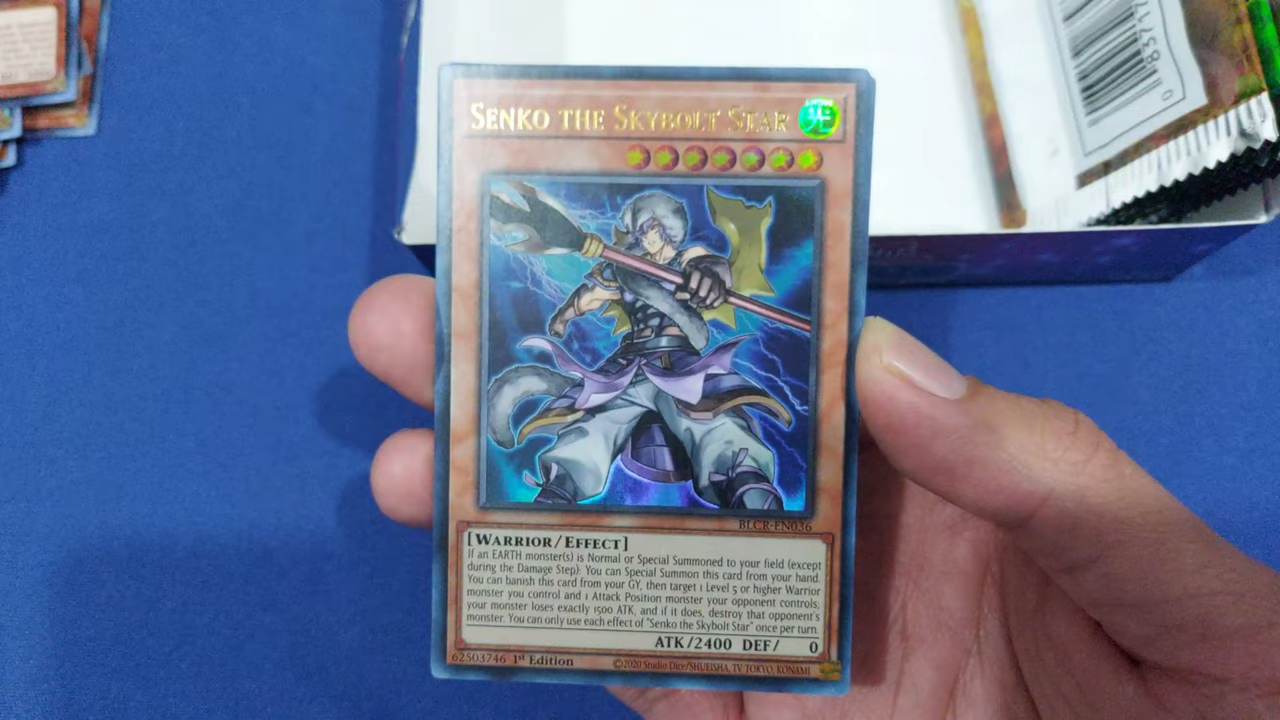 SENKO THE SKYBOLT STAR
光
BLCR-EN036
[WARRIOR/EFFECT]
If an EARTH monster(s) is Normal or Special Summoned to your field (except
during the Damage Step): You can Special Summon this card from your hand.
You can banish this card from your GY, then target 1 Level 5 or higher Warrior
monster you control and 1 Attack Position monster your opponent controls;
your monster loses exactly 1500 ATK, and if it does, destroy that opponent's
monster. You can only use each effect of "Senko the Skybolt Star" once per turn.
ATK/2400 DEF/ 0
62503746 1st Edition
©2020 Studio Dice/SHUEISHA, TV TOKYO, KONAMI